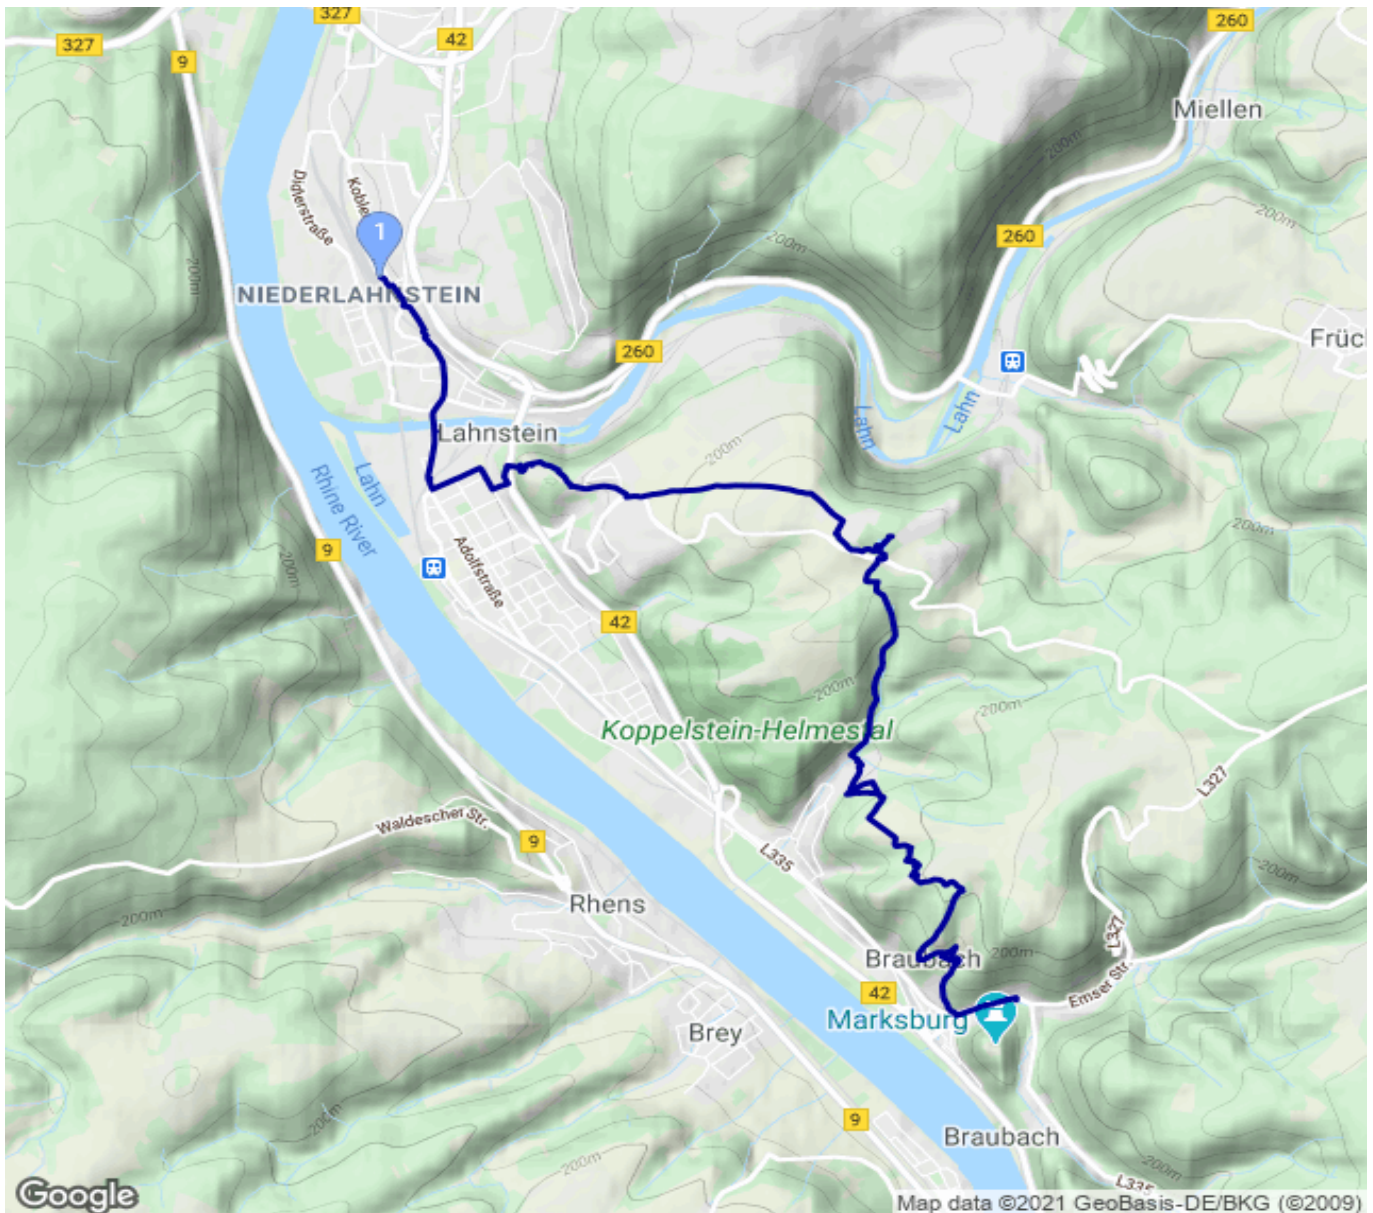 327
260
327
42
9
Miellen
200m
Didierstraße
Koble
200m
1
260
200m
200m
NIEDERLAHNSTEIN
260
Früch
Lahn
Lahn
Lahnstein
200m
Lahn
Rhine River
200m
9
Adolfstraße
42
200m
200m
Koppelstein-Helmestal
L327
Waldescher Str.
9
L335
Rhens
200m
L327
200m
Braubach
42
Emser Str.
Marksburg
Brey
200m
9
Braubach
200m
L335
Google
Map data ©2021 GeoBasis-DE/BKG (©2009)